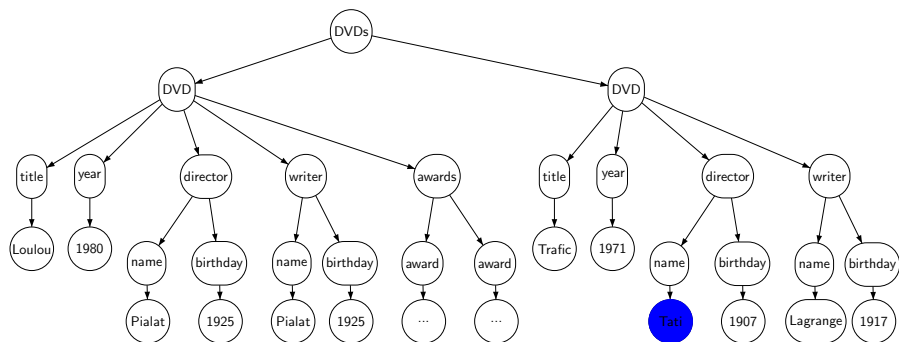 DVDs
DVD DVD
title year director writer awards title year director writer
Loulou 1980 name birthday name birthday award award Trafic 1971 name birthday name birthday
Pialat 1925 Pialat 1925 ... ... Tati 1907 Lagrange 1917